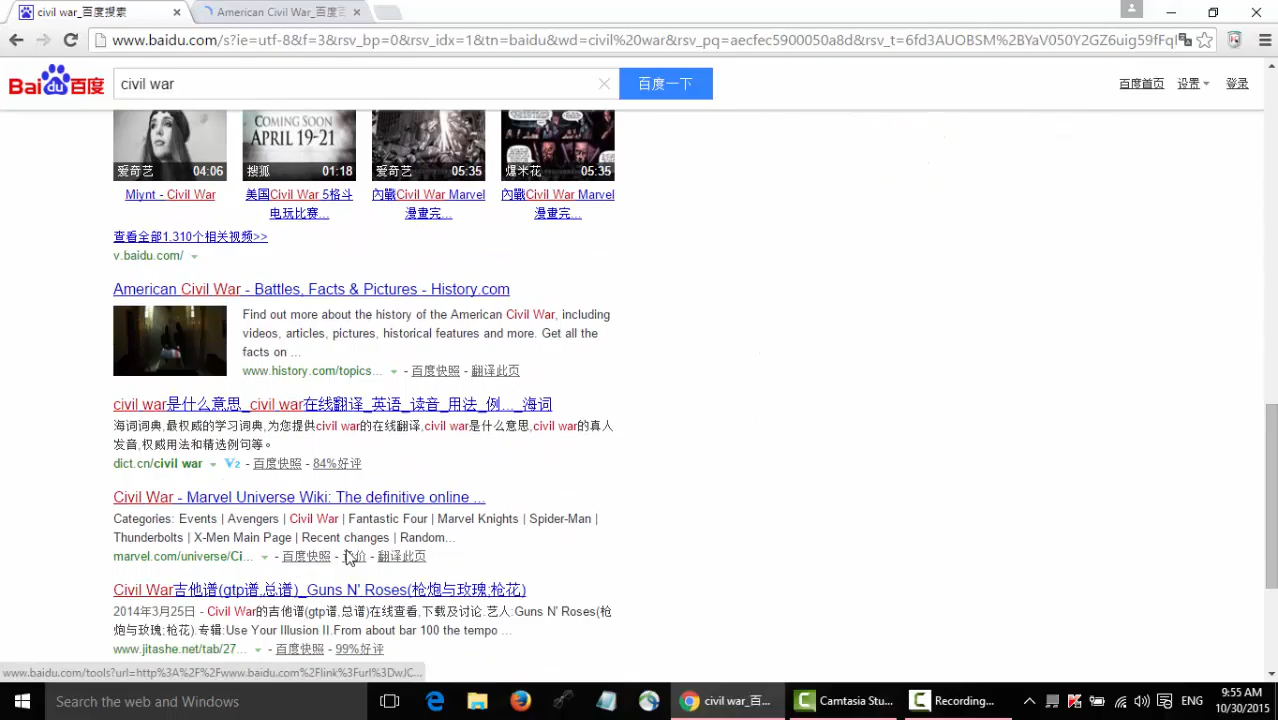 civil war_百度搜索
American Civil War_百度百
www.baidu.com/s?ie=utf-8&f=3&rsv_bp=0&rsv_idx=1&tn=baidu&wd=civil%20war&rsv_pq=aecfec5900050a8d&rsv_t=6fd3AUOBSM%2BYaV050Y2GZ6uig59fFqI
Bai du 百度
civil war
百度一下
百度首页 设置 登录
COMING SOON
APRIL 19-21
爱奇艺 04:06
搜狐 01:18
爱奇艺 05:35
爆米花 05:35
Miynt - Civil War
美国Civil War 5格斗
电玩比赛...
內戰Civil War Marvel
漫畫完...
內戰Civil War Marvel
漫畫完...
查看全部1,310个相关视频>>
v.baidu.com/
American Civil War - Battles, Facts & Pictures - History.com
Find out more about the history of the American Civil War, including
videos, articles, pictures, historical features and more. Get all the
facts on ...
www.history.com/topics... - 百度快照 - 翻译此页
civil war是什么意思_civil war在线翻译_英语_读音_用法_例..._海词
海词词典,最权威的学习词典,为您提供civil war的在线翻译,civil war是什么意思,civil war的真人
发音,权威用法和精选例句等。
dict.cn/civil war V2 - 百度快照 - 84%好评
Civil War - Marvel Universe Wiki: The definitive online ...
Categories: Events | Avengers | Civil War | Fantastic Four | Marvel Knights | Spider-Man |
Thunderbolts | X-Men Main Page | Recent changes | Random...
marvel.com/universe/Ci... - 百度快照 - 价 - 翻译此页
Civil War吉他谱(gtp谱,总谱)_Guns N' Roses(枪炮与玫瑰;枪花)
2014年3月25日 - Civil War的吉他谱(gtp谱,总谱)在线查看,下载及讨论.艺人:Guns N' Roses(枪
炮与玫瑰;枪花).专辑:Use Your Illusion II.From about bar 100 the tempo ...
www.jitashe.net/tab/27... - 百度快照 - 99%好评
www.baidu.com/tools?url=http%3A%2F%2Fwww.baidu.com%2Flink%3Furl%3DwJC...
Search the web and Windows
civil war_百...
Camtasia Stu...
Recording...
ENG
9:55 AM
10/30/2015